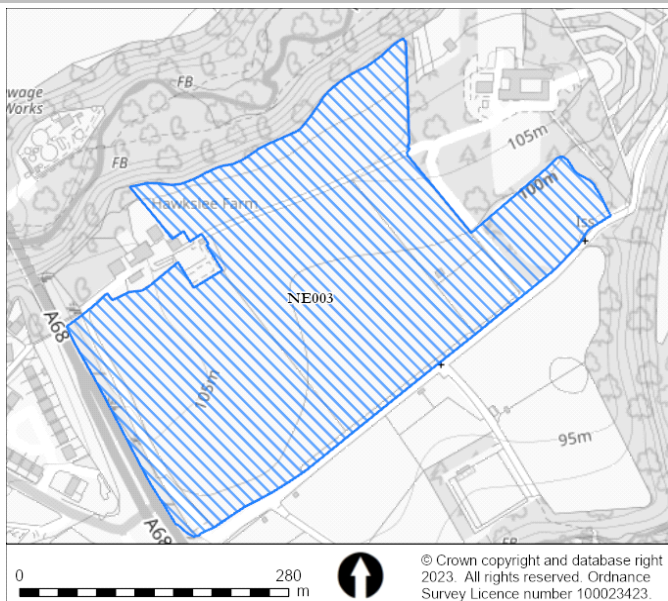 FB
wage
Works
FB
105m
100m
Hawkslee Farm
Iss
NE003
A68
105m
95m
A68
FB
0
280
m
© Crown copyright and database right
2023. All rights reserved. Ordnance
Survey Licence number 100023423.